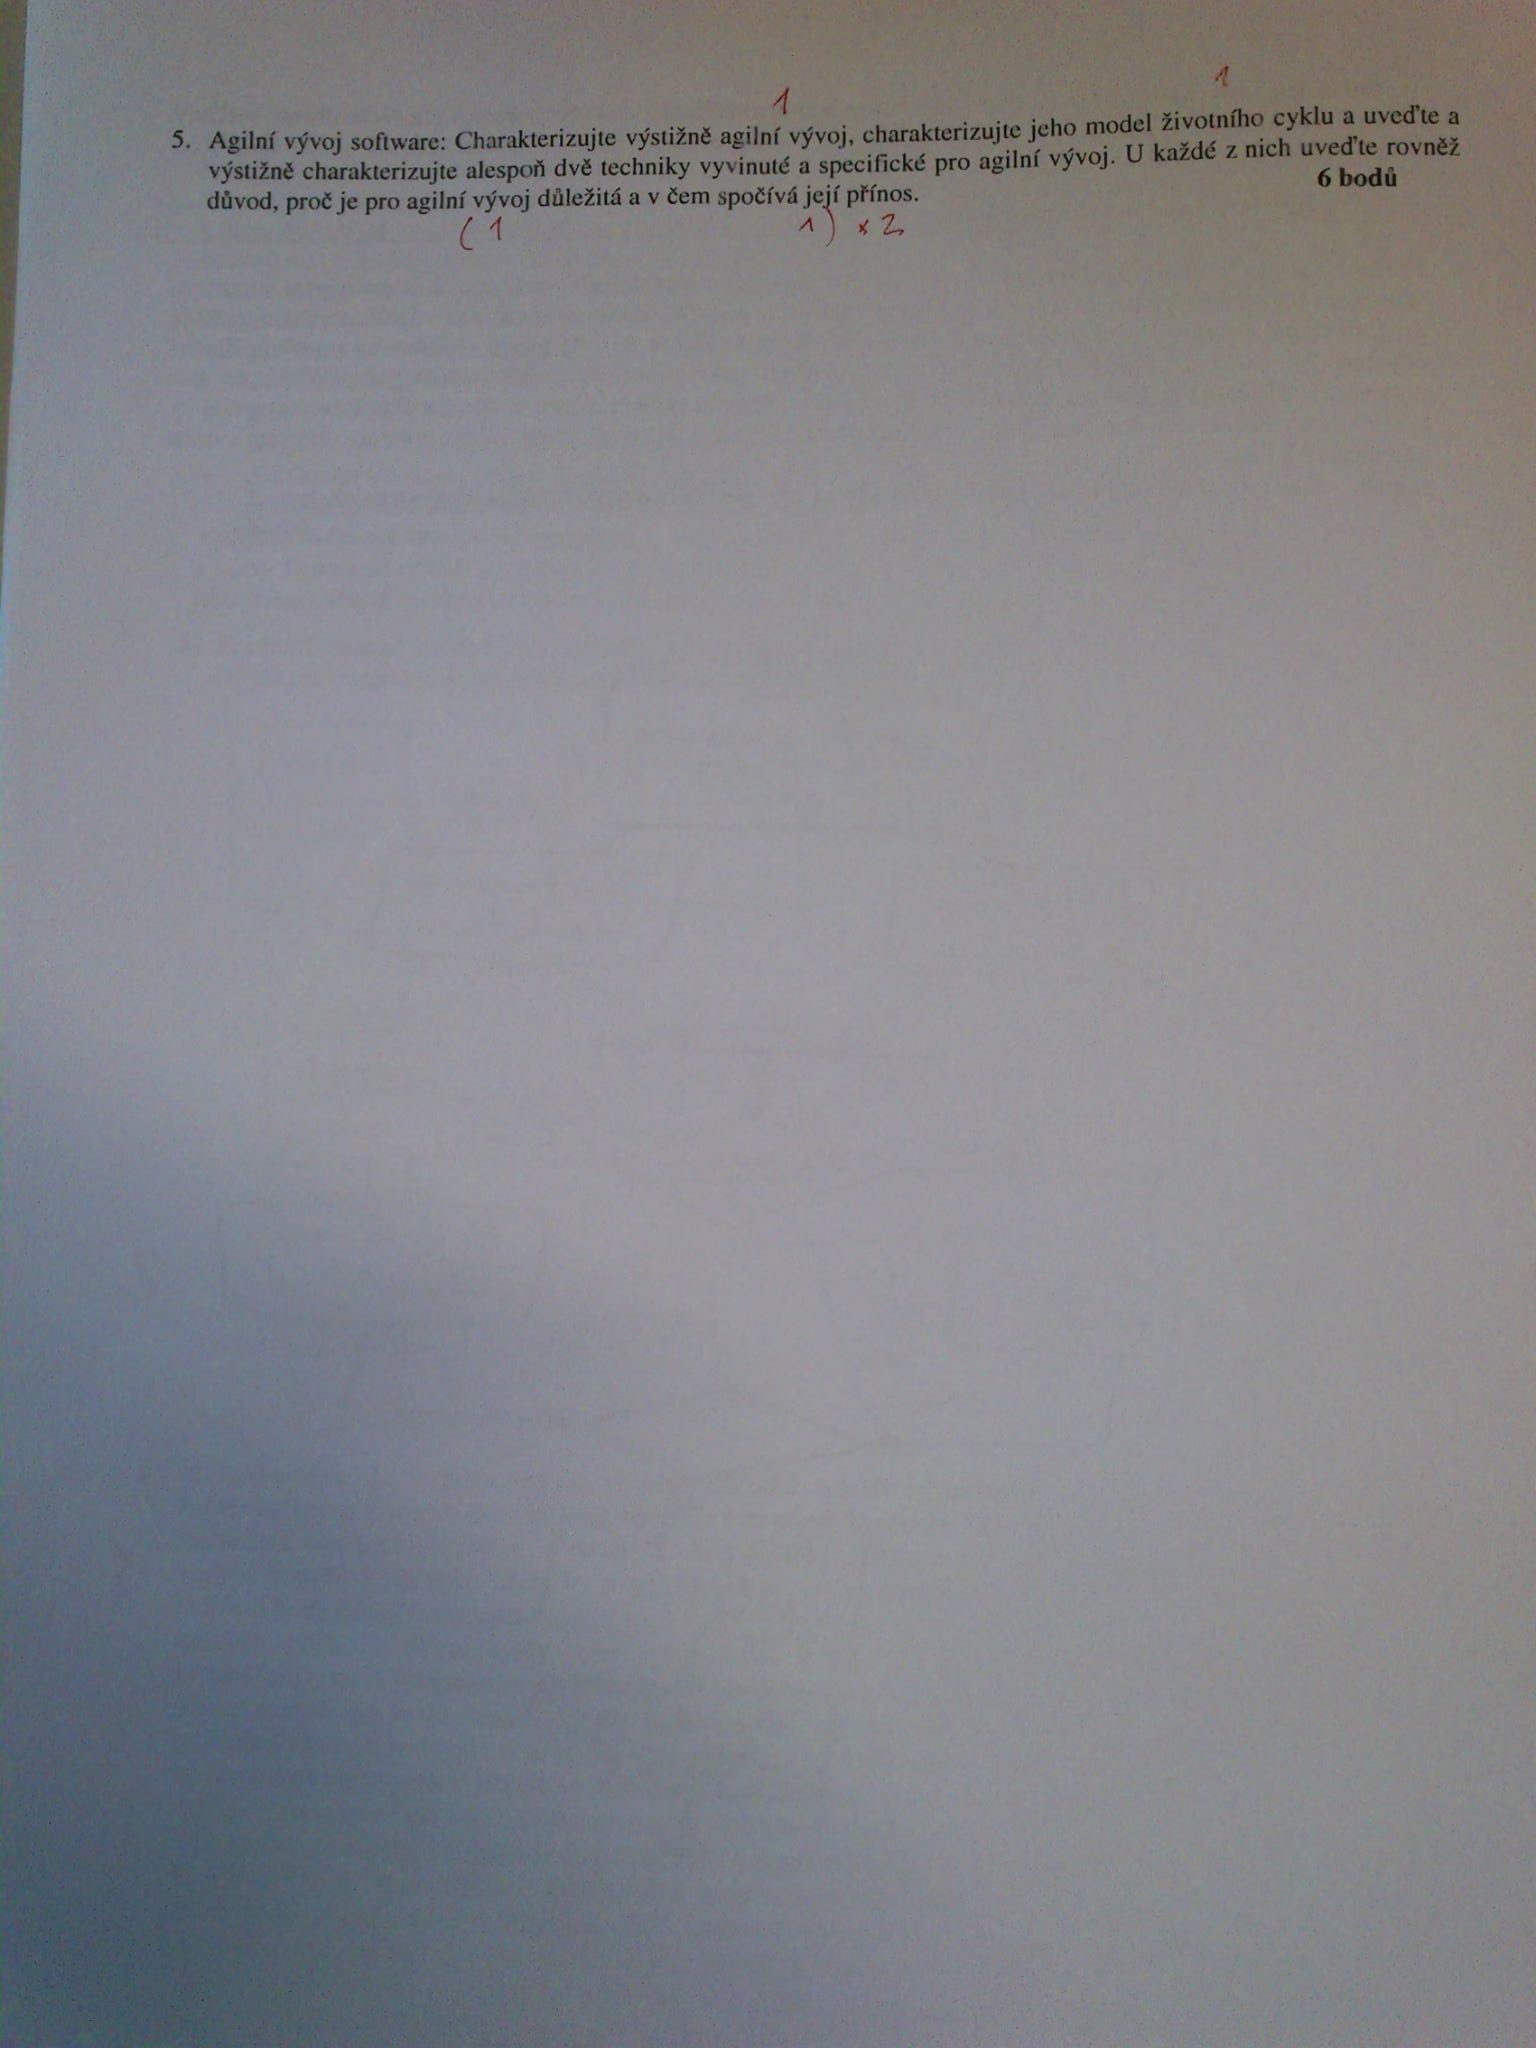 1
1
5. Agilní vývoj software: Charakterizujte výstižně agilní vývoj, charakterizujte jeho model životního cyklu a uveďte a
výstižně charakterizujte alespoň dvě techniky vyvinuté a specifické pro agilní vývoj. U každé z nich uveďte rovněž
důvod, proč je pro agilní vývoj důležitá a v čem spočívá její přínos.
6 bodů
(1 1) x 2